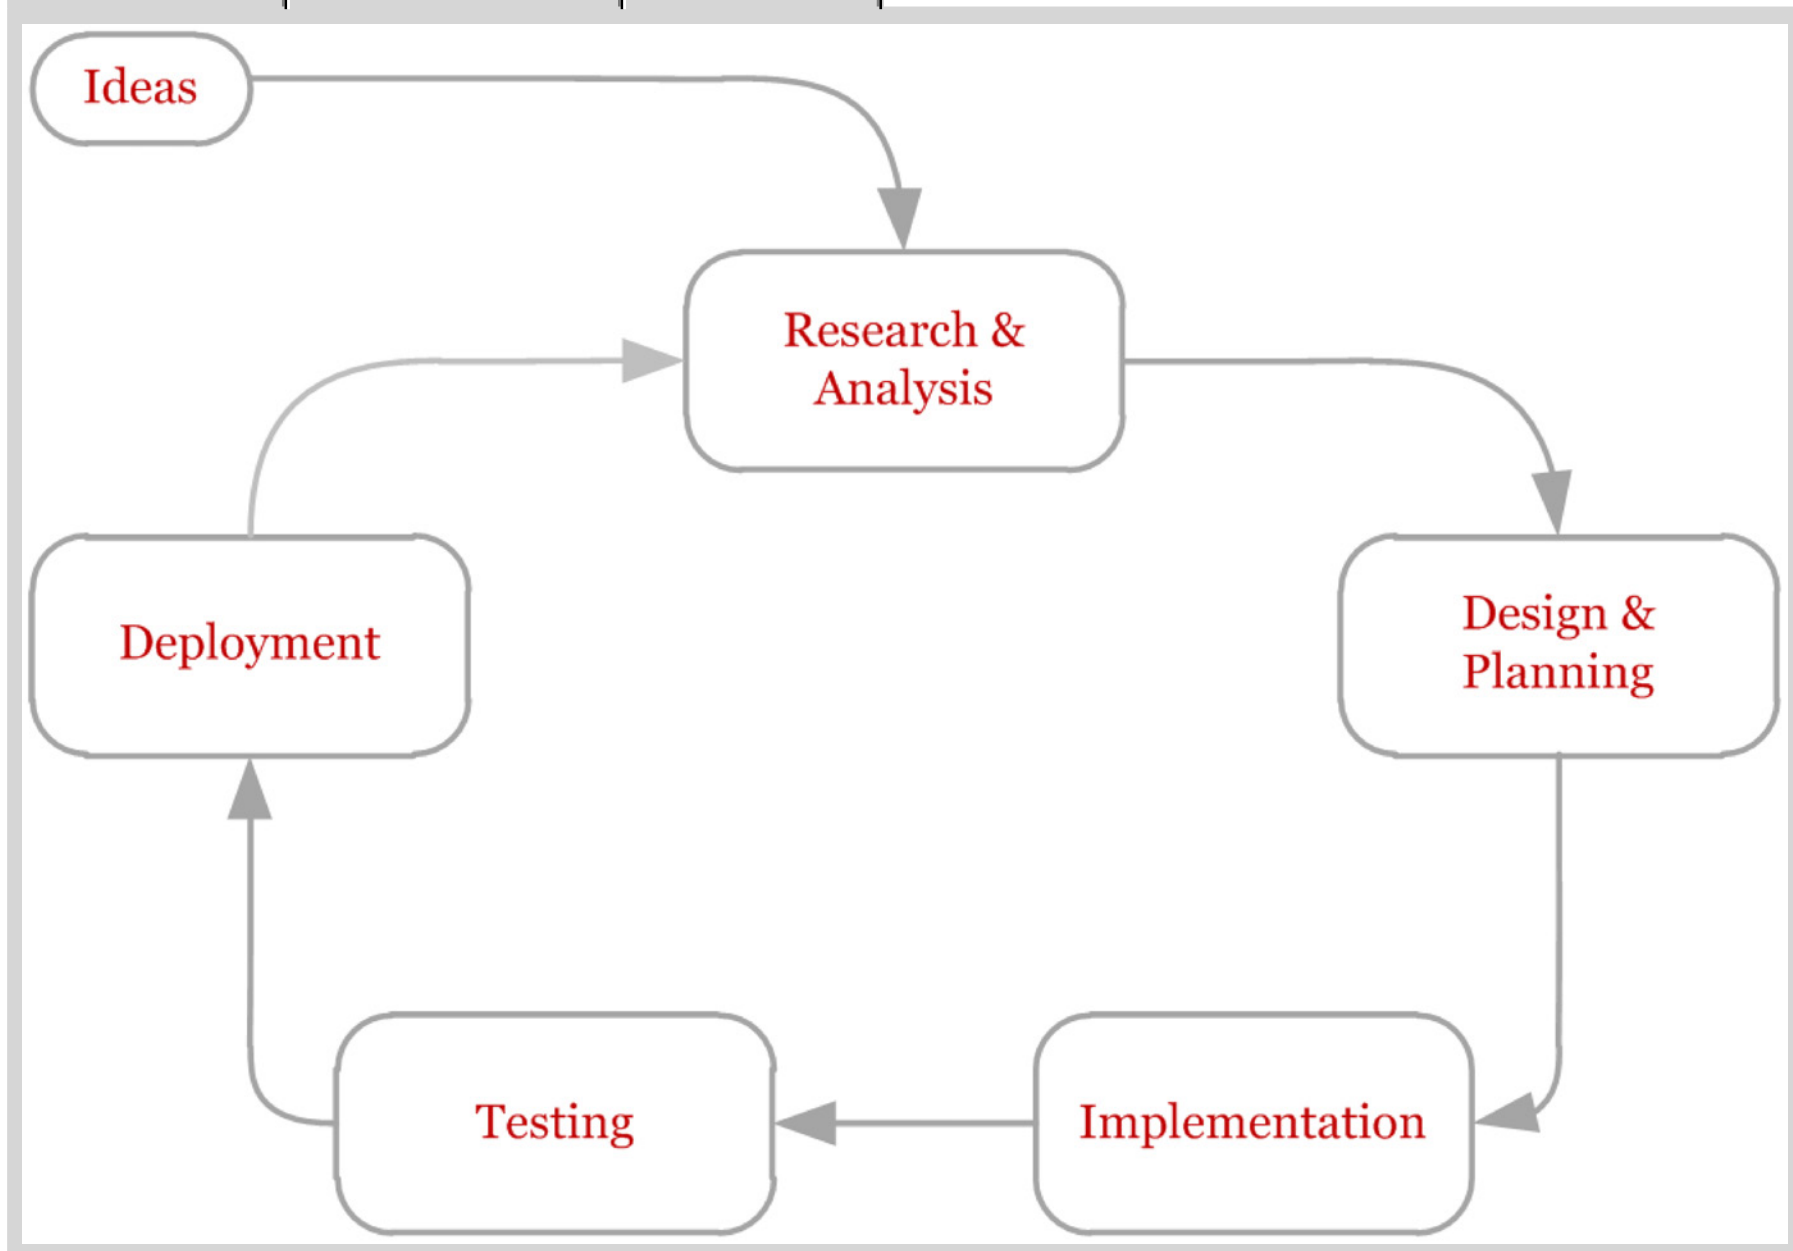 Ideas
Research &
Analysis
Design &
Planning
Deployment
Testing
Implementation